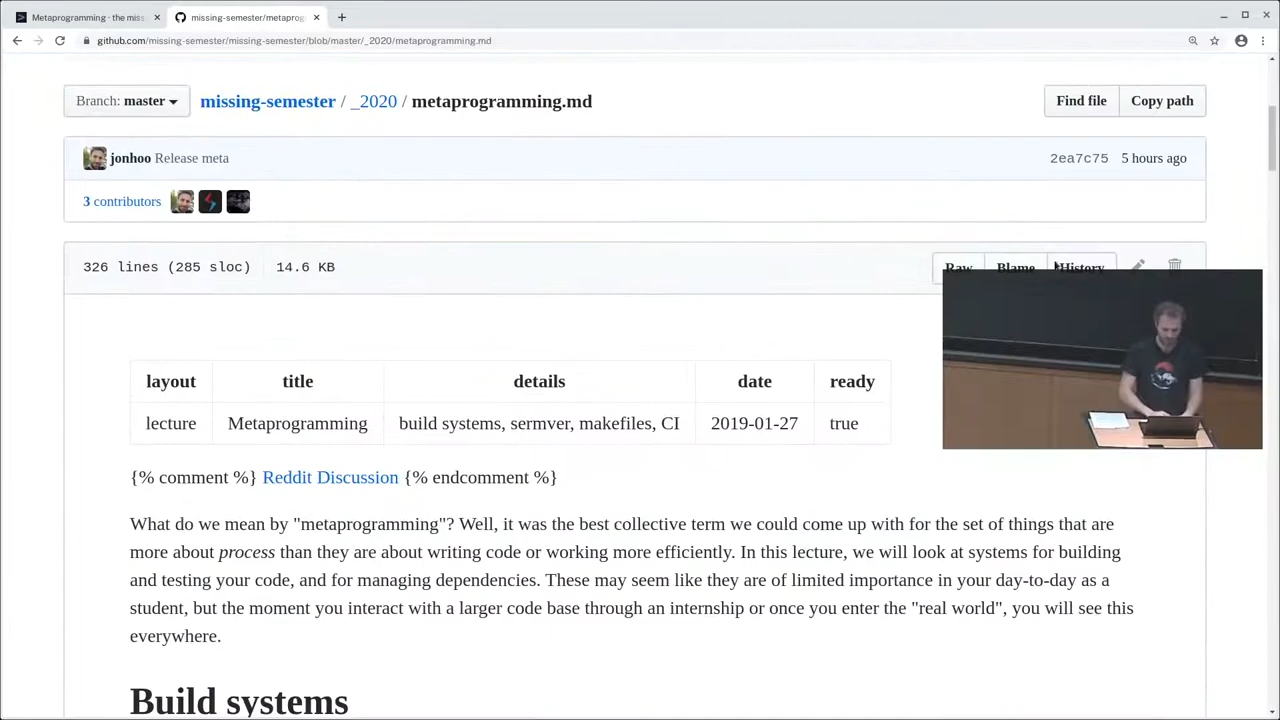 Metaprogramming · the miss
missing-semester/metaprog
github.com/missing-semester/missing-semester/blob/master/_2020/metaprogramming.md
Branch: master
missing-semester / _2020 / metaprogramming.md
Find file
Copy path
jonhoo Release meta
2ea7c75 5 hours ago
3 contributors
326 lines (285 sloc) 14.6 KB
Raw
Blame
History
layout title details date ready
lecture Metaprogramming build systems, sermver, makefiles, CI 2019-01-27 true
{% comment %} Reddit Discussion {% endcomment %}
What do we mean by "metaprogramming"? Well, it was the best collective term we could come up with for the set of things that are
more about process than they are about writing code or working more efficiently. In this lecture, we will look at systems for building
and testing your code, and for managing dependencies. These may seem like they are of limited importance in your day-to-day as a
student, but the moment you interact with a larger code base through an internship or once you enter the "real world", you will see this
everywhere.
Build systems